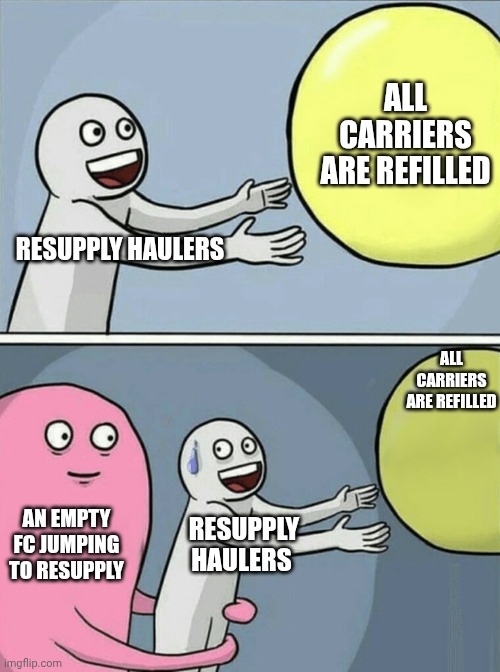 ALL
CARRIERS
ARE REFILLED
RESUPPLY HAULERS
ALL
CARRIERS
ARE REFILLED
AN EMPTY
FC JUMPING
TO RESUPPLY
RESUPPLY
HAULERS
imgflip.com